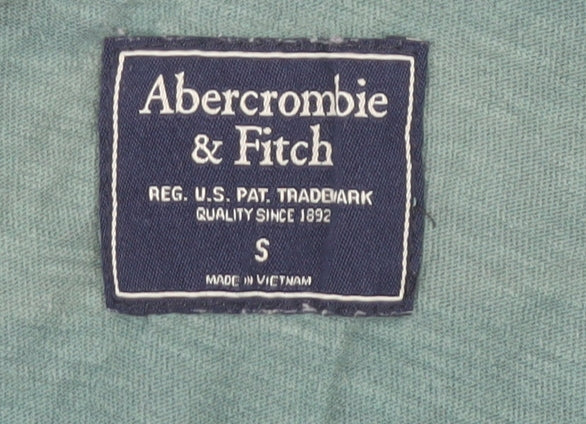 Abercrombie
& Fitch
REG. U.S. PAT. TRADEMARK
QUALITY SINCE 1892
S
MADE IN VIETNAM